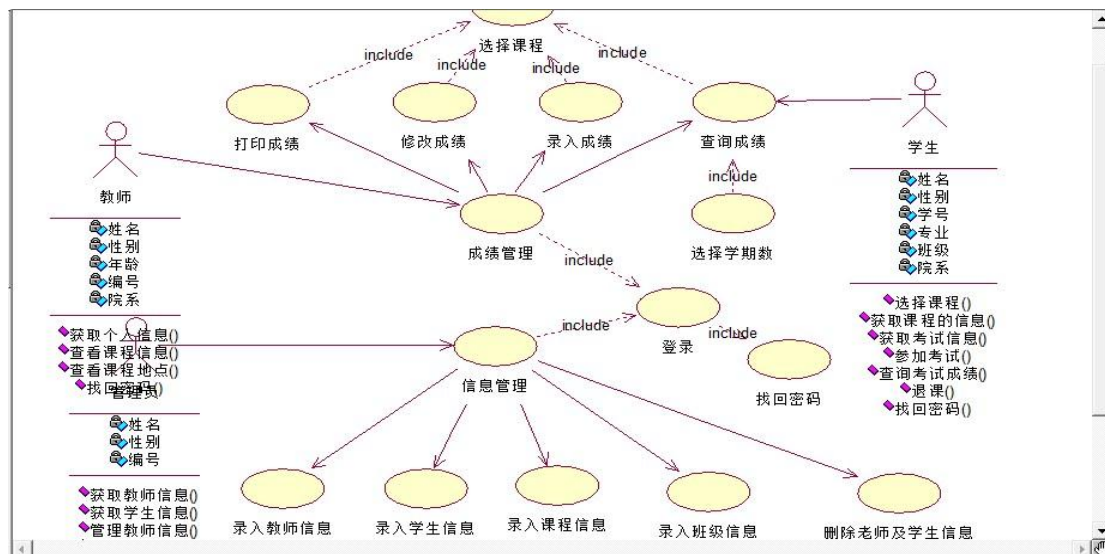 选择课程
include
include
include
include
打印成绩
修改成绩
录入成绩
查询成绩
学生
教师
姓名
性别
年龄
编号
院系
成绩管理
include
选择学期数
姓名
性别
学号
专业
班级
院系
include
include
登录
include
找回密码
选择课程()
获取课程的信息()
获取考试信息()
参加考试()
查询考试成绩()
退课()
找回密码()
获取个人信息()
查看课程信息()
查看课程地点()
找回密码()
管理员
信息管理
姓名
性别
编号
获取教师信息()
获取学生信息()
管理教师信息()
录入教师信息
录入学生信息
录入课程信息
录入班级信息
删除老师及学生信息